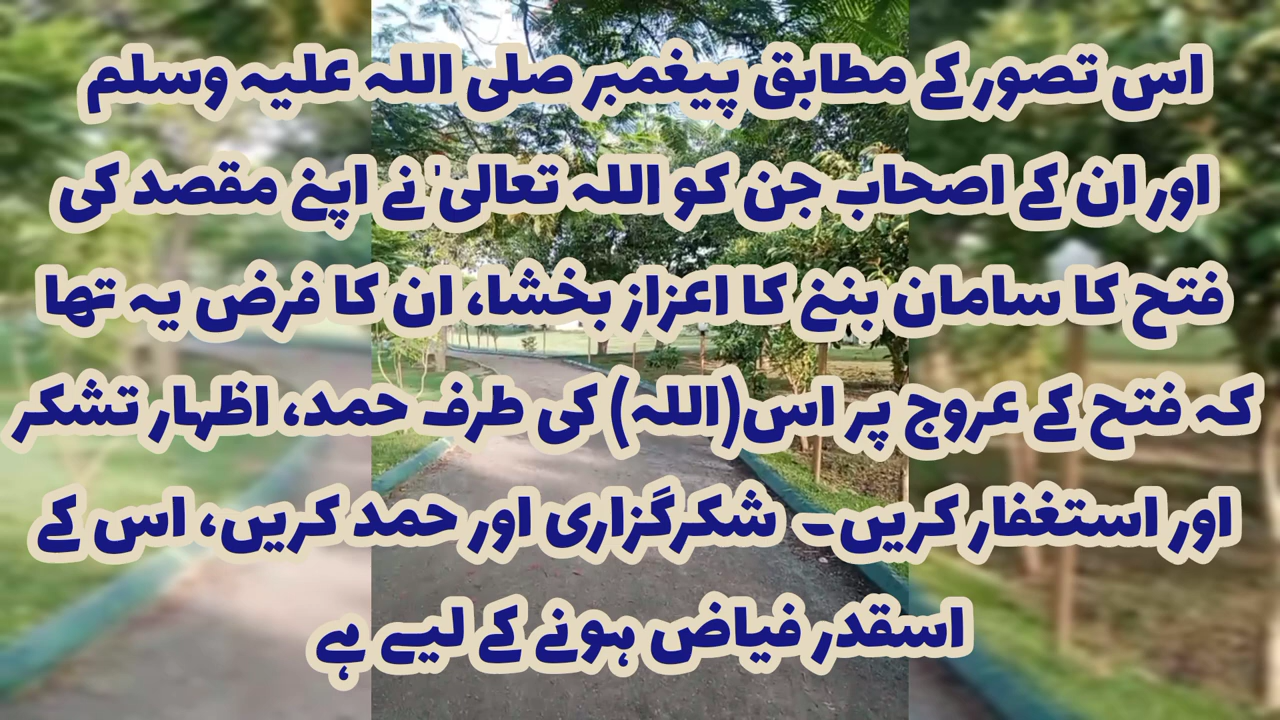 اس تصور کے مطابق پیغمبر صلی اللہ علیہ وسلم
اور ان کے اصحاب جن کو اللہ تعالیٰ نے اپنے مقصد کی
فتح کا سامان بننے کا اعزاز بخشا، ان کا فرض یہ تھا
کہ فتح کے عروج پر اس(اللہ) کی طرف حمد، اظہار تشکر
اور استغفار کریں۔ شکرگزاری اور حمد کریں، اس کے
اسقدر فیاض ہونے کے لیے ہے